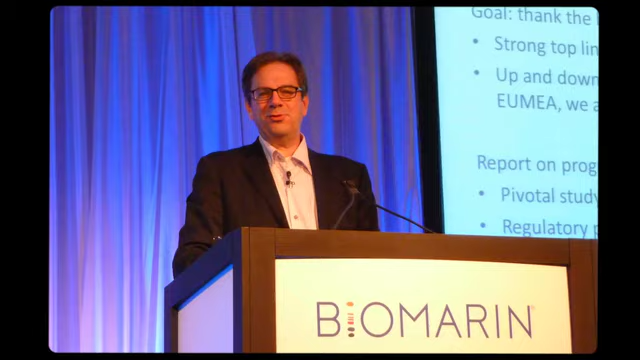 Goal: thank the
• Strong top lin
• Up and down
EUMEA, we a
Report on prog
• Pivotal study
• Regulatory p
BIOMARIN®